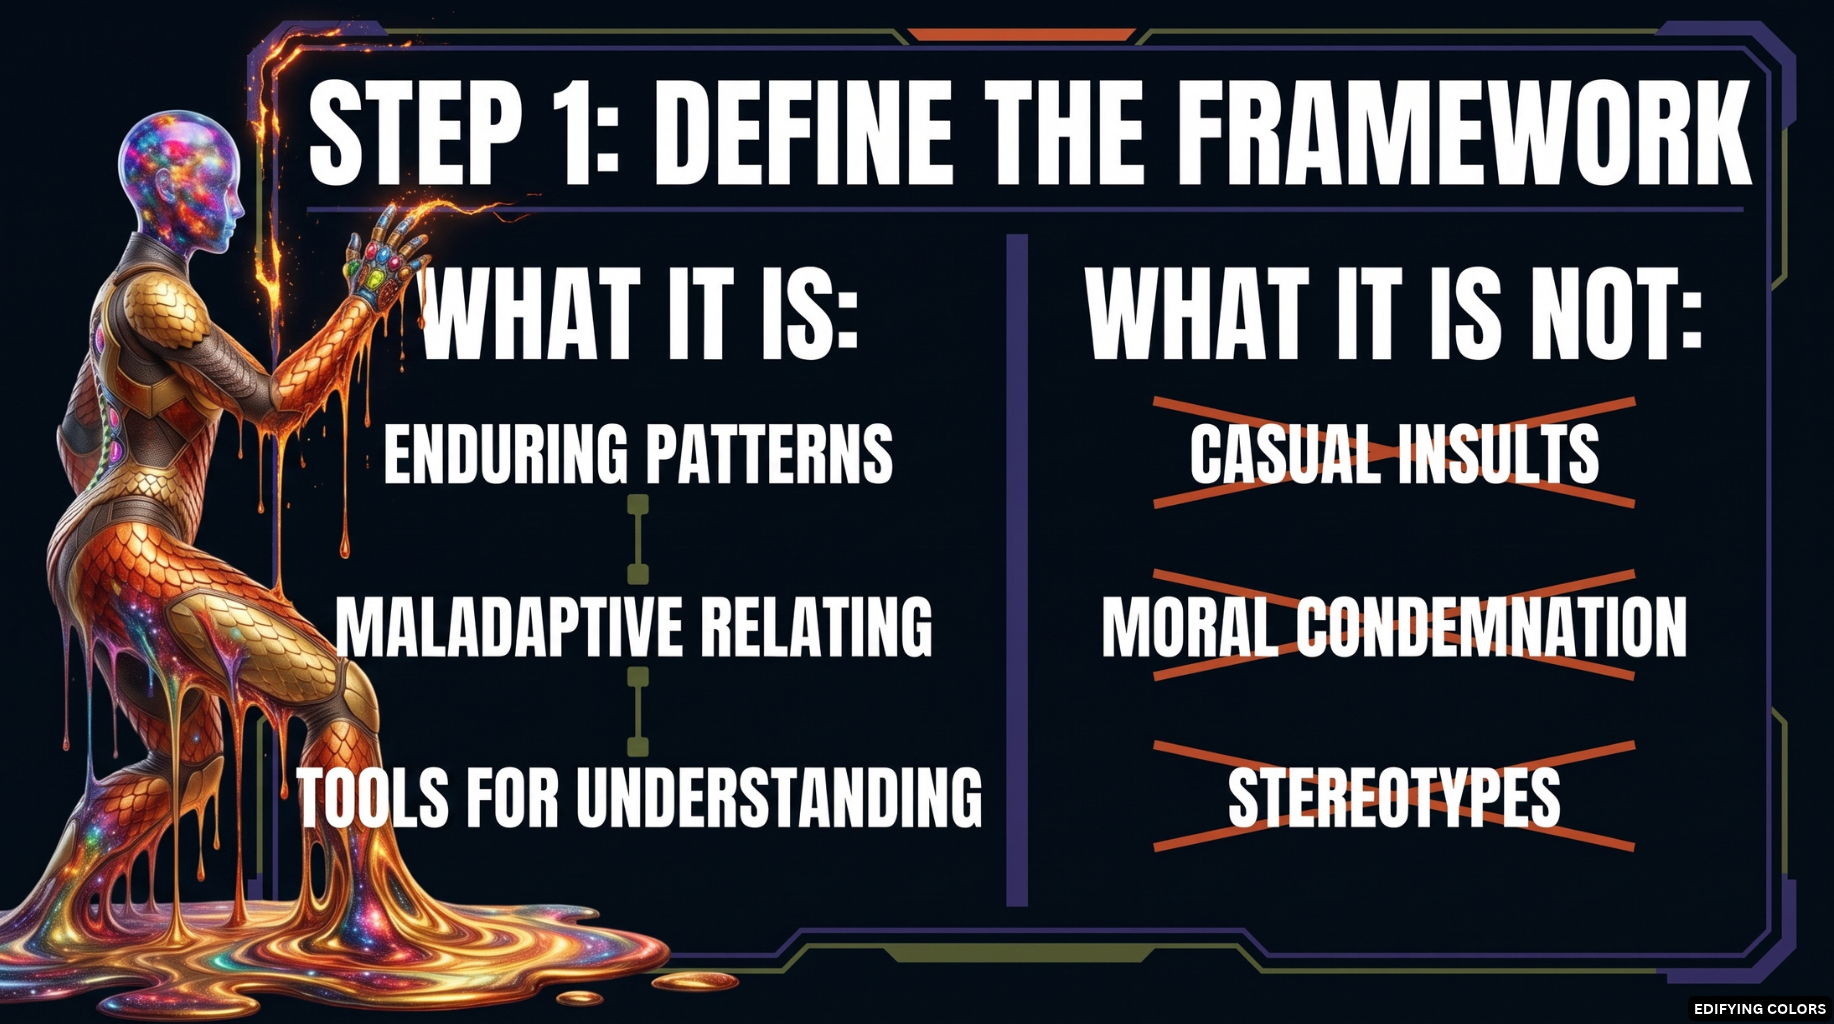 STEP 1: DEFINE THE FRAMEWORK
WHAT IT IS:
ENDURING PATTERNS
MALADAPTIVE RELATING
TOOLS FOR UNDERSTANDING
WHAT IT IS NOT:
CASUAL INSULTS
MORAL CONDEMNATION
STEREOTYPES
EDIFYING COLORS